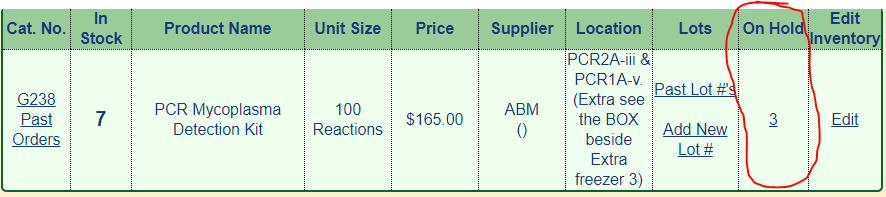 Cat. No.
In
Stock
Product Name
Unit Size
Price
Supplier
Location
Lots
On Hold
Edit
Inventory
G238
Past
Orders
7
PCR Mycoplasma
Detection Kit
100
Reactions
$165.00
ABM
()
PCR2A-iii &
PCR1A-v.
(Extra see
the BOX
beside
Extra
freezer 3)
Past Lot #'s
Add New
Lot #
3
Edit